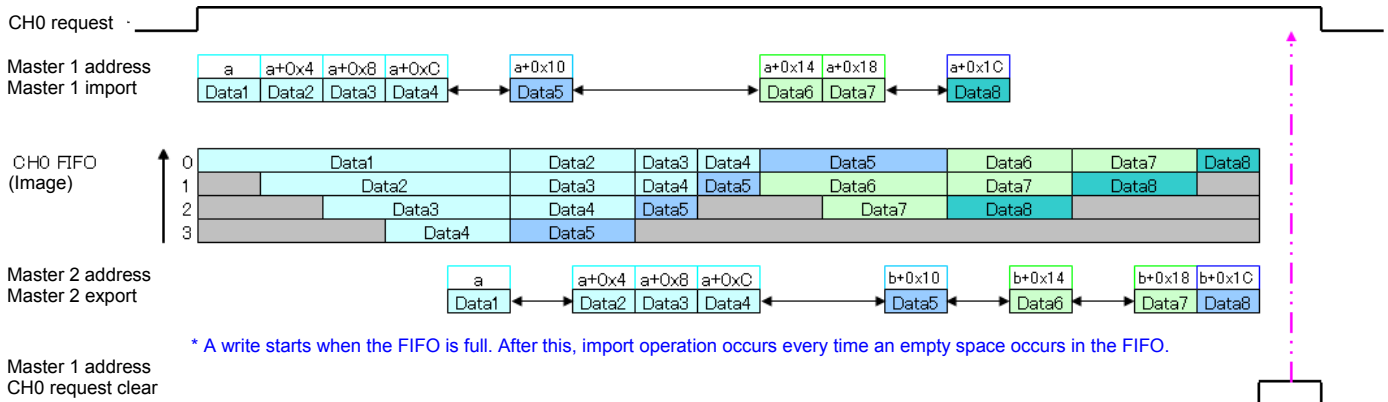 CH0 request
Master 1 address
Master 1 import
a a+0x4 a+0x8 a+0xC a+0x10 a+0x14 a+0x18 a+0x1C
Data1 Data2 Data3 Data4 Data5 Data6 Data7 Data8
CH0 FIFO
(Image)
0 Data1 Data2 Data3 Data4 Data5 Data6 Data7 Data8
1 Data2 Data3 Data4 Data5 Data6 Data7 Data8
2 Data3 Data4 Data5 Data7 Data8
3 Data4 Data5
Master 2 address
Master 2 export
a a+0x4 a+0x8 a+0xC b+0x10 b+0x14 b+0x18 b+0x1C
Data1 Data2 Data3 Data4 Data5 Data6 Data7 Data8
* A write starts when the FIFO is full. After this, import operation occurs every time an empty space occurs in the FIFO.
Master 1 address
CH0 request clear